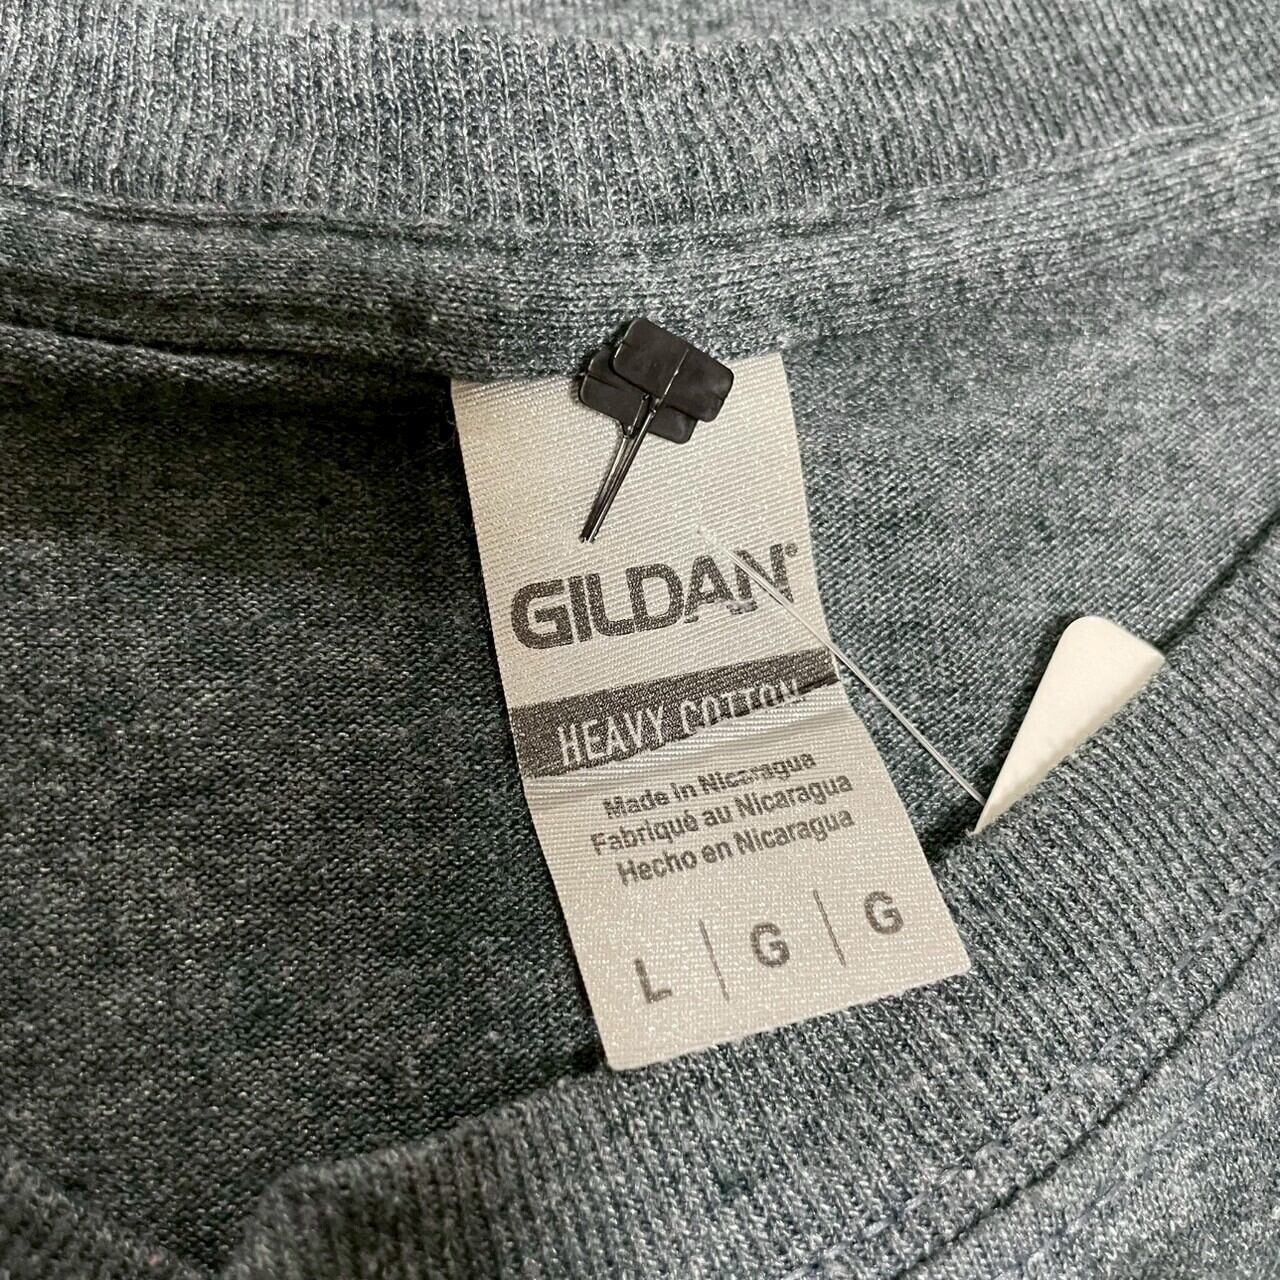 GILDAN®
HEAVY COTTON
Made in Nicaragua
Fabriqué au Nicaragua
Hecho en Nicaragua
L | G | G